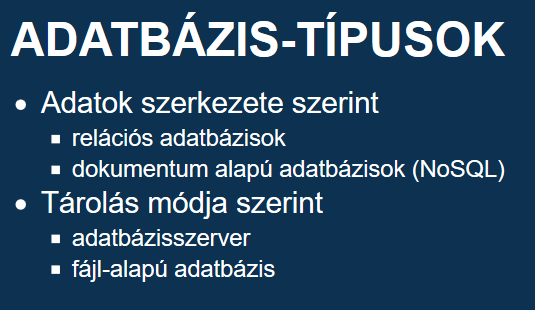 ADATBÁZIS-TÍPUSOK
• Adatok szerkezete szerint
▪ relációs adatbázisok
▪ dokumentum alapú adatbázisok (NoSQL)
• Tárolás módja szerint
▪ adatbázisszerver
▪ fájl-alapú adatbázis